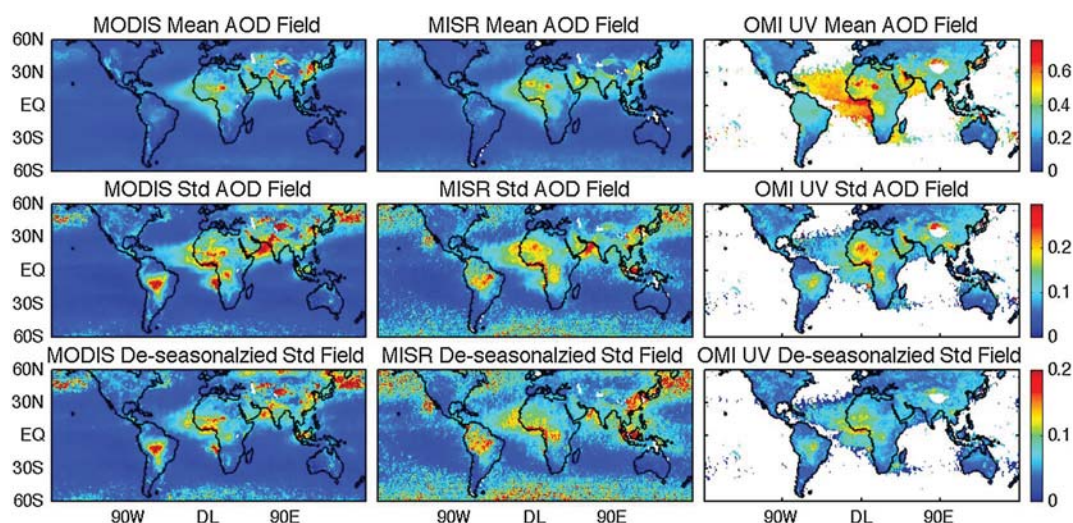 MODIS Mean AOD Field MISR Mean AOD Field OMI UV Mean AOD Field
60N
30N
EQ
30S
60S
0.6
0.4
0.2
0
MODIS Std AOD Field MISR Std AOD Field OMI UV Std AOD Field
60N
30N
EQ
30S
60S
0.2
0.1
0
MODIS De-seasonalzied Std Field MISR De-seasonalzied Std Field OMI UV De-seasonalzied Std Field
60N
30N
EQ
30S
60S
0.2
0.1
0
90W DL 90E 90W DL 90E 90W DL 90E